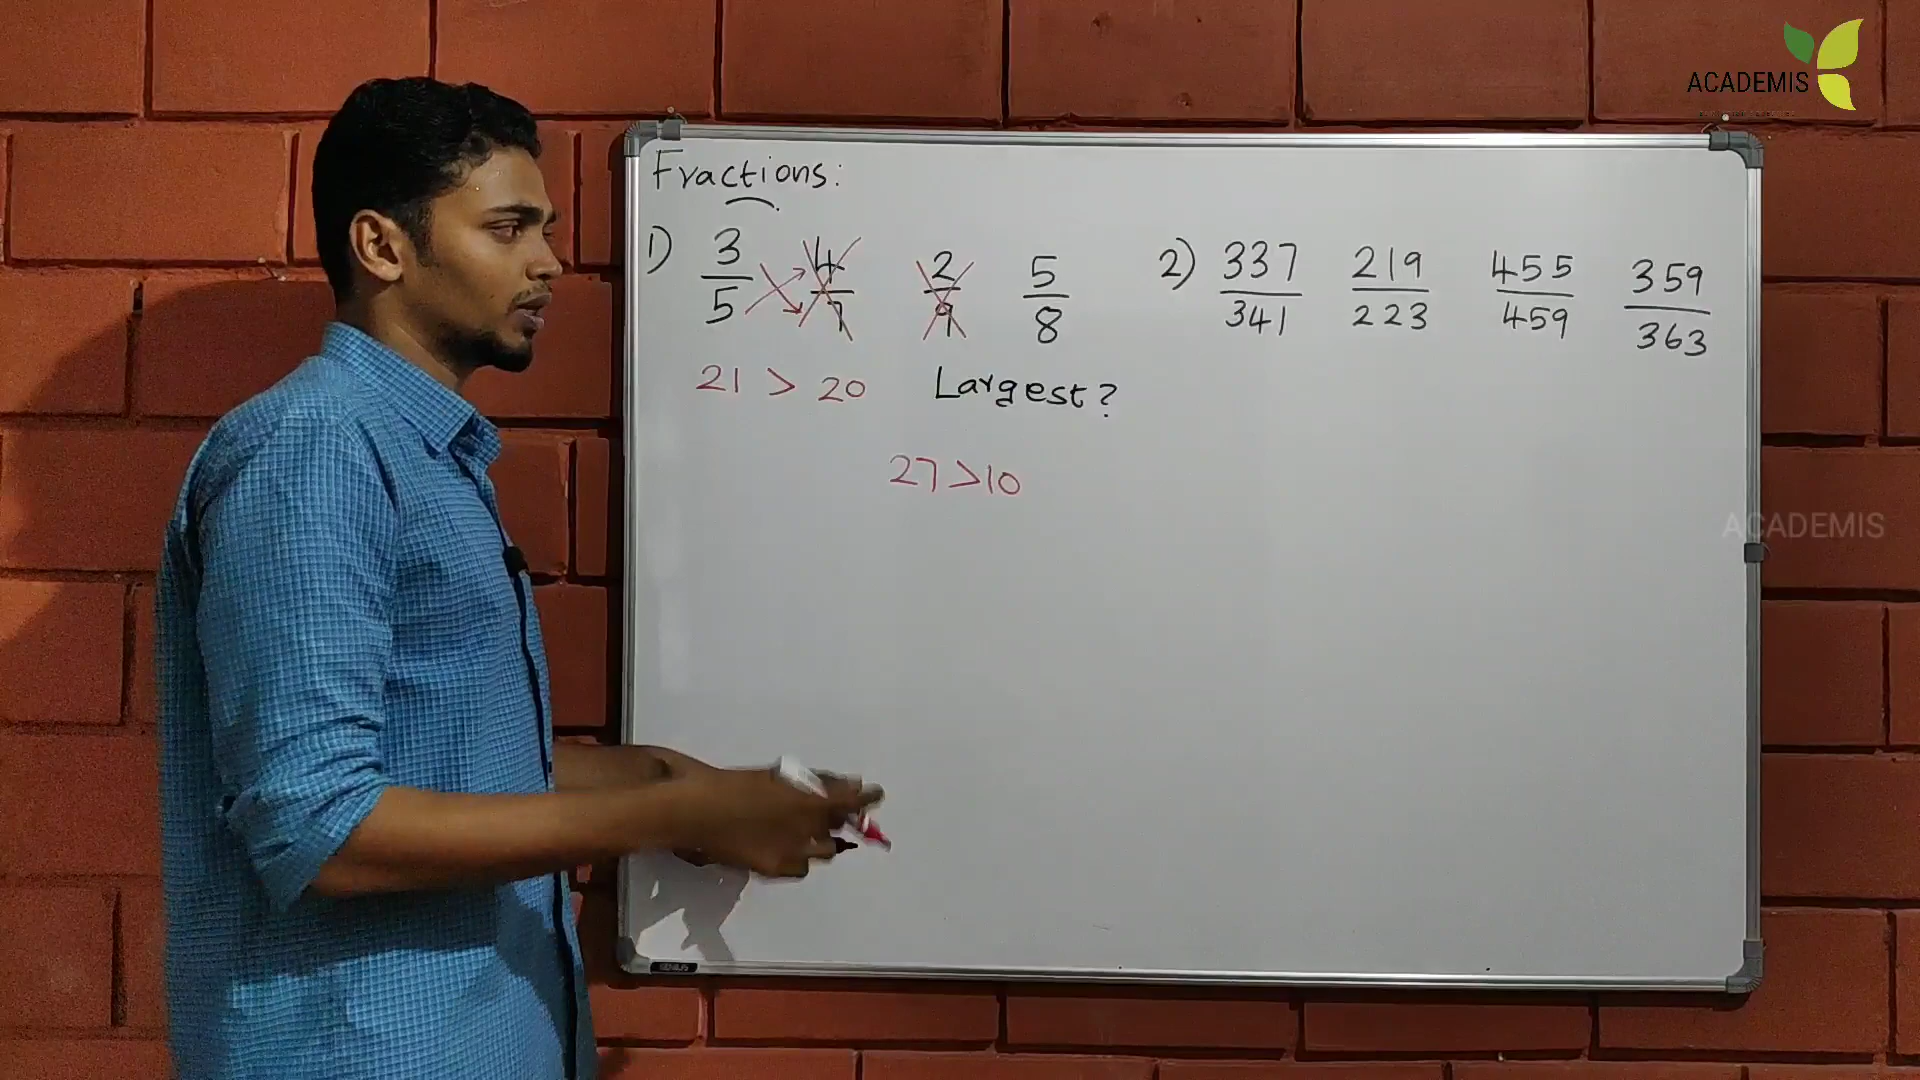 ACADEMIS
Fractions:
1) 3/5 4/7 2/9 5/8
2) 337/341 219/223 455/459 359/363
21 > 20
Largest?
27 > 10
ACADEMIS
GENIUS